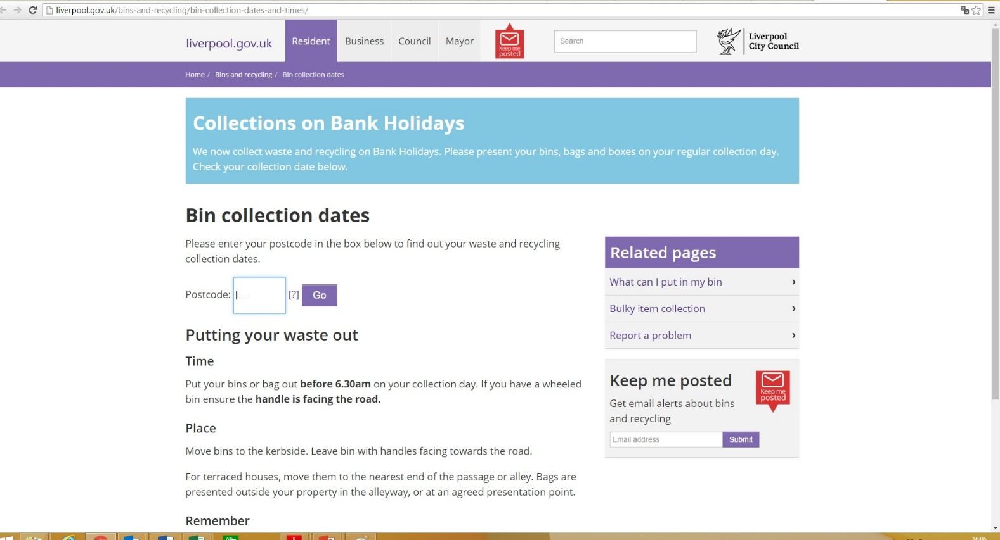 liverpool.gov.uk/bins-and-recycling/bin-collection-dates-and-times/
liverpool.gov.uk
Resident
Business
Council
Mayor
Keep me
posted
Search
Liverpool
City Council
Home / Bins and recycling / Bin collection dates
Collections on Bank Holidays
We now collect waste and recycling on Bank Holidays. Please present your bins, bags and boxes on your regular collection day.
Check your collection date below.
Bin collection dates
Please enter your postcode in the box below to find out your waste and recycling
collection dates.
Postcode:
[?]
Go
Putting your waste out
Time
Put your bins or bag out before 6.30am on your collection day. If you have a wheeled
bin ensure the handle is facing the road.
Place
Move bins to the kerbside. Leave bin with handles facing towards the road.
For terraced houses, move them to the nearest end of the passage or alley. Bags are
presented outside your property in the alleyway, or at an agreed presentation point.
Remember
Related pages
What can I put in my bin
Bulky item collection
Report a problem
Keep me posted
Keep me
posted
Get email alerts about bins
and recycling
Email address
Submit
16:06